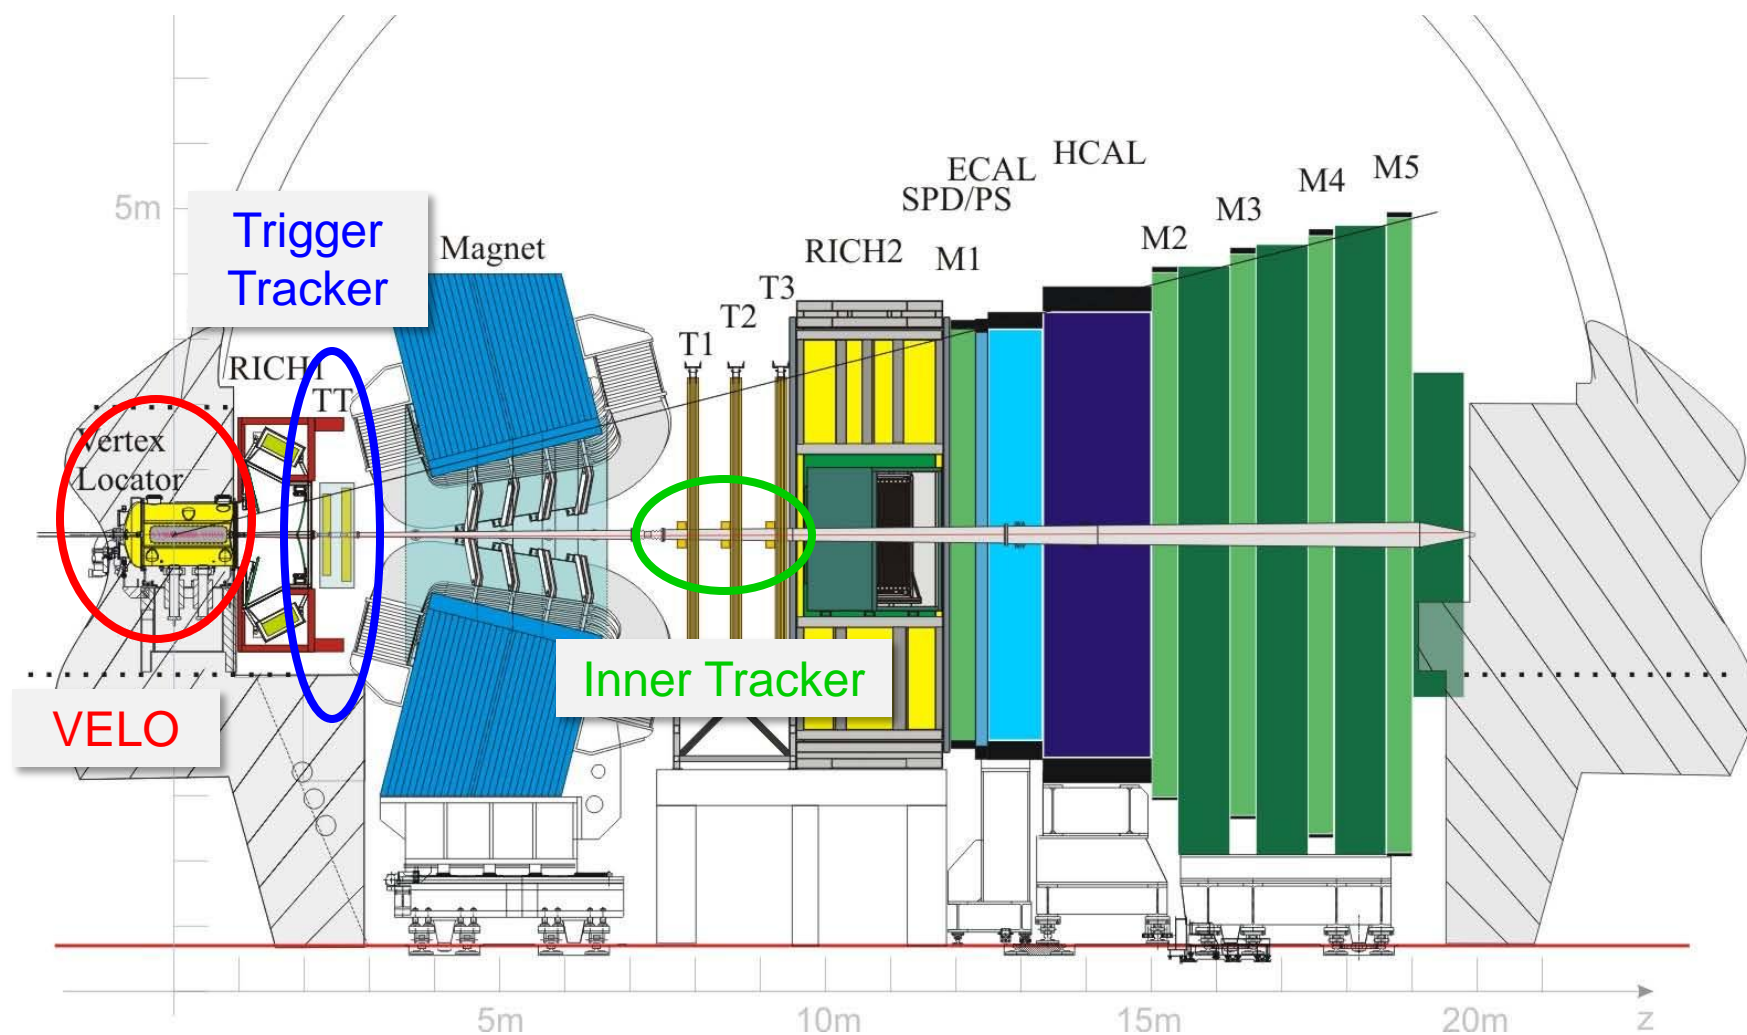 HCAL
ECAL
M5
M4
SPD/PS
M3
5m
Trigger
Tracker
Magnet
M2
RICH2
M1
T3
T2
T1
RICH1
TT
Vertex
Locator
Inner Tracker
VELO
5m
10m
15m
20m
z